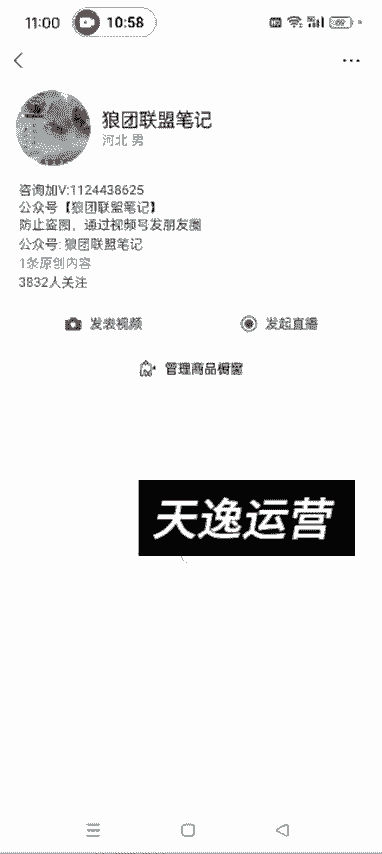 11:00 10:58
狼团联盟笔记
河北 男
咨询加V:1124438625
公众号【狼团联盟笔记】
防止盗图，通过视频号发朋友圈
公众号: 狼团联盟笔记
1条原创内容
3832人关注
发表视频 发起直播
管理商品橱窗
天逸运营